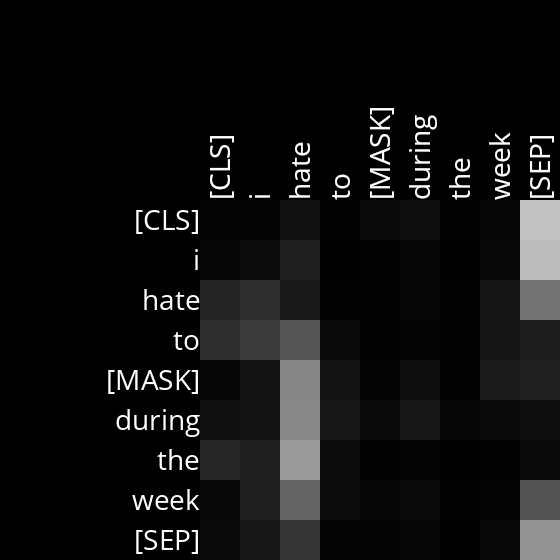 [CLS] i hate to [MASK] during the week [SEP]
[CLS]
i
hate
to
[MASK]
during
the
week
[SEP]